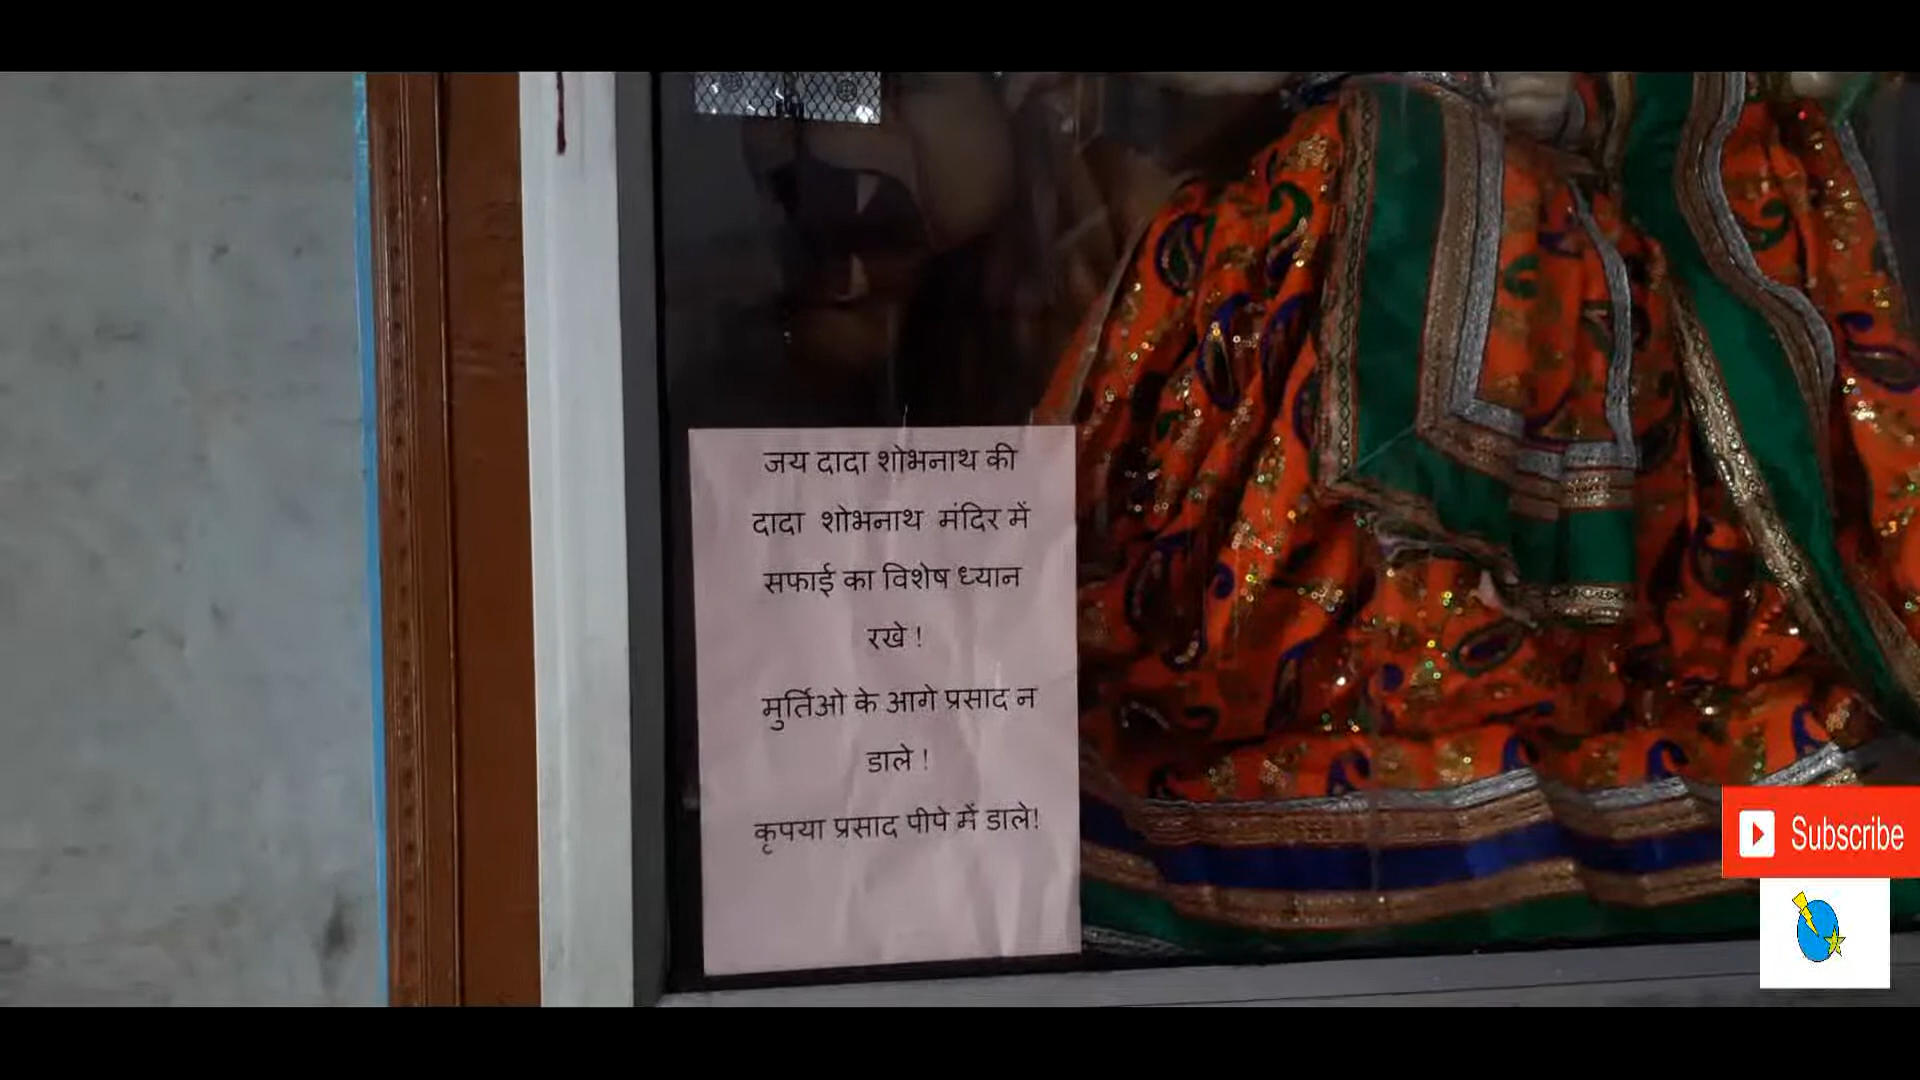 जय दादा शोभनाथ की
दादा शोभनाथ मंदिर में
सफाई का विशेष ध्यान
रखे !
मुर्तिओ के आगे प्रसाद न
डाले !
कृपया प्रसाद पीपे में डाले!
Subscribe